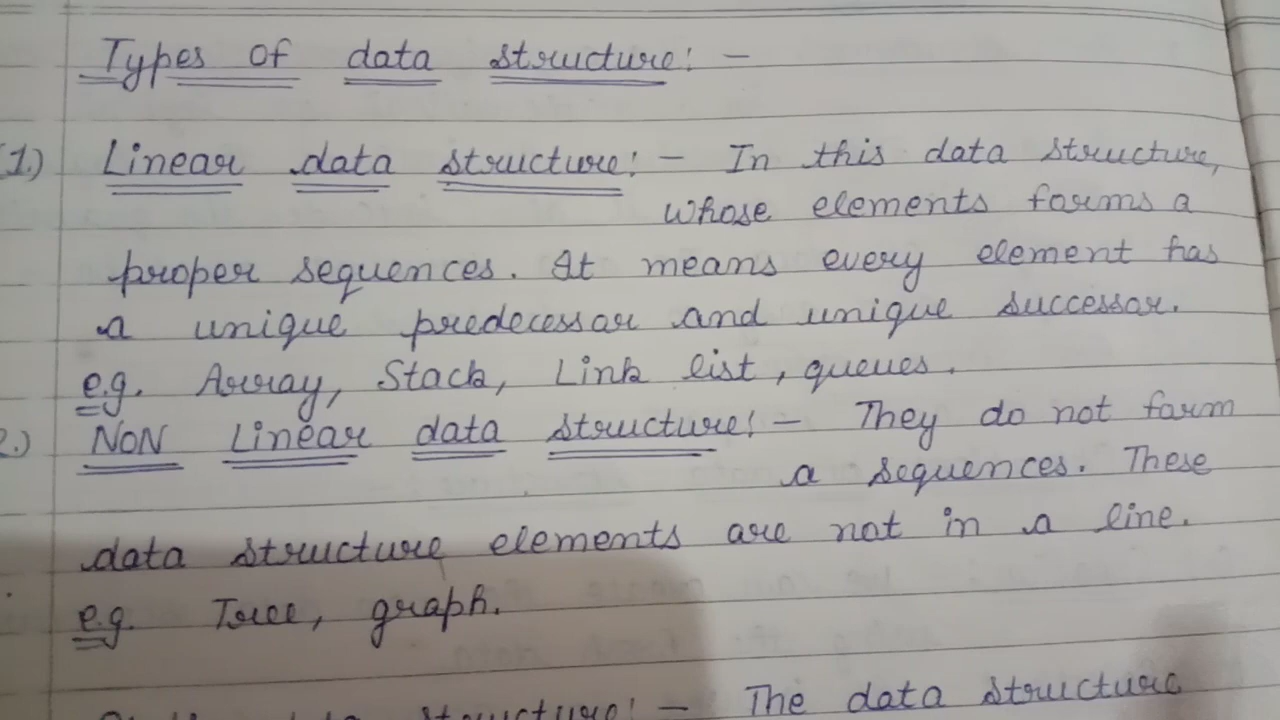 Types of data structure: -
(1.) Linear data structure: - In this data structure,
whose elements forms a
proper sequences. It means every element has
a unique predecessor and unique successor.
e.g. Array, Stack, Link list, queues.
2.) NON Linear data structure: - They do not form
a sequences. These
data structure elements are not in a line.
e.g. Tree, graph.
structure: - The data structure